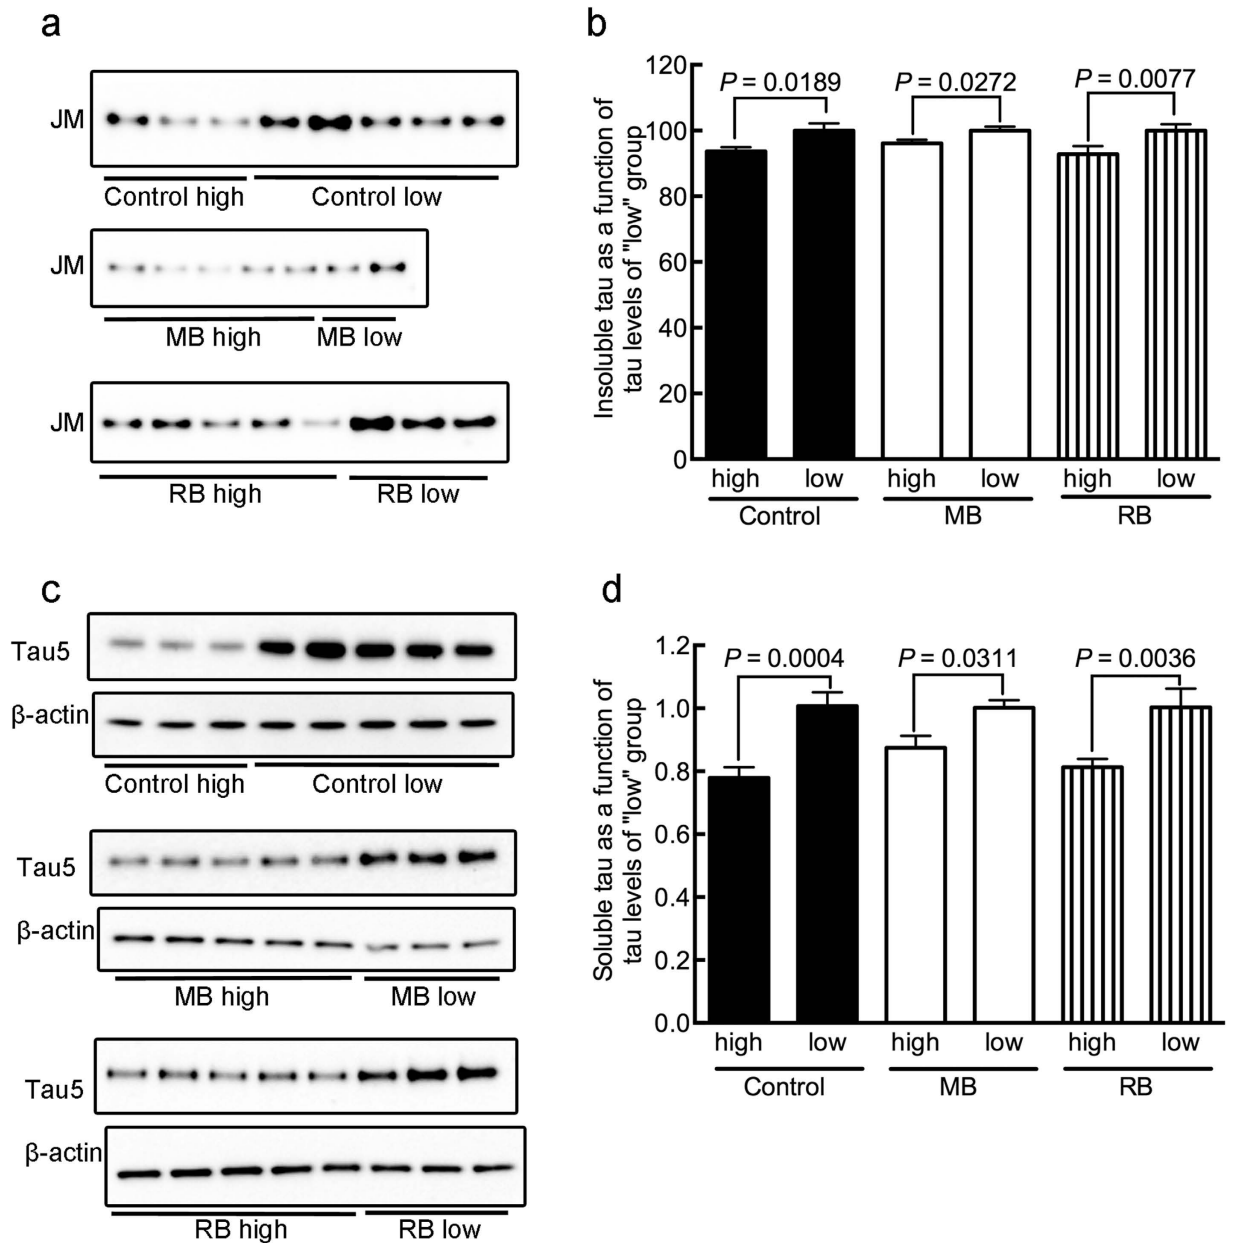 a
JM
Control high Control low
JM
MB high MB low
JM
RB high RB low
b
Insoluble tau as a function of
tau levels of "low" group
120
100
80
60
40
20
0
P = 0.0189 P = 0.0272 P = 0.0077
high low high low high low
Control MB RB
c
Tau5
β-actin
Control high Control low
Tau5
β-actin
MB high MB low
Tau5
β-actin
RB high RB low
d
Soluble tau as a function of
tau levels of "low" group
1.2
1.0
0.8
0.6
0.4
0.2
0.0
P = 0.0004 P = 0.0311 P = 0.0036
high low high low high low
Control MB RB